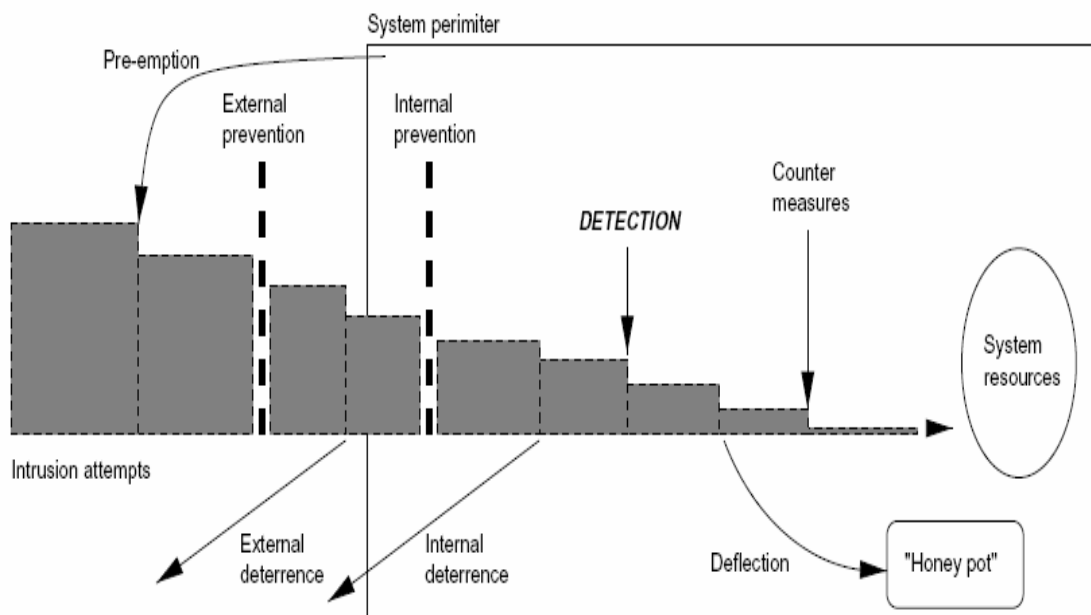 System perimiter
Pre-emption
External
prevention
Internal
prevention
Counter
measures
DETECTION
System
resources
Intrusion attempts
External
deterrence
Internal
deterrence
Deflection
"Honey pot"